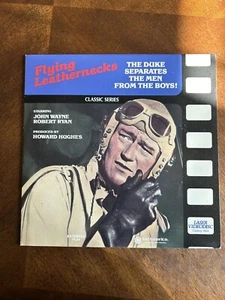 Flying
Leathernecks
THE DUKE
SEPARATES
THE MEN
FROM THE BOYS!
CLASSIC SERIES
STARRING
JOHN WAYNE
ROBERT RYAN
PRODUCED BY
HOWARD HUGHES
LASER
VIDEODISC